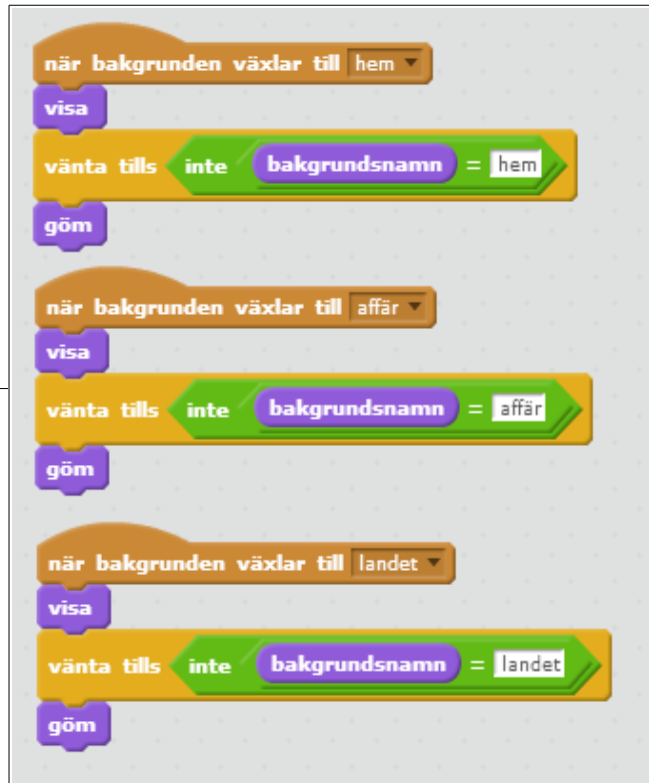 när bakgrunden växlar till hem
visa
vänta tills inte bakgrundsnamn = hem
göm
när bakgrunden växlar till affär
visa
vänta tills inte bakgrundsnamn = affär
göm
när bakgrunden växlar till landet
visa
vänta tills inte bakgrundsnamn = landet
göm